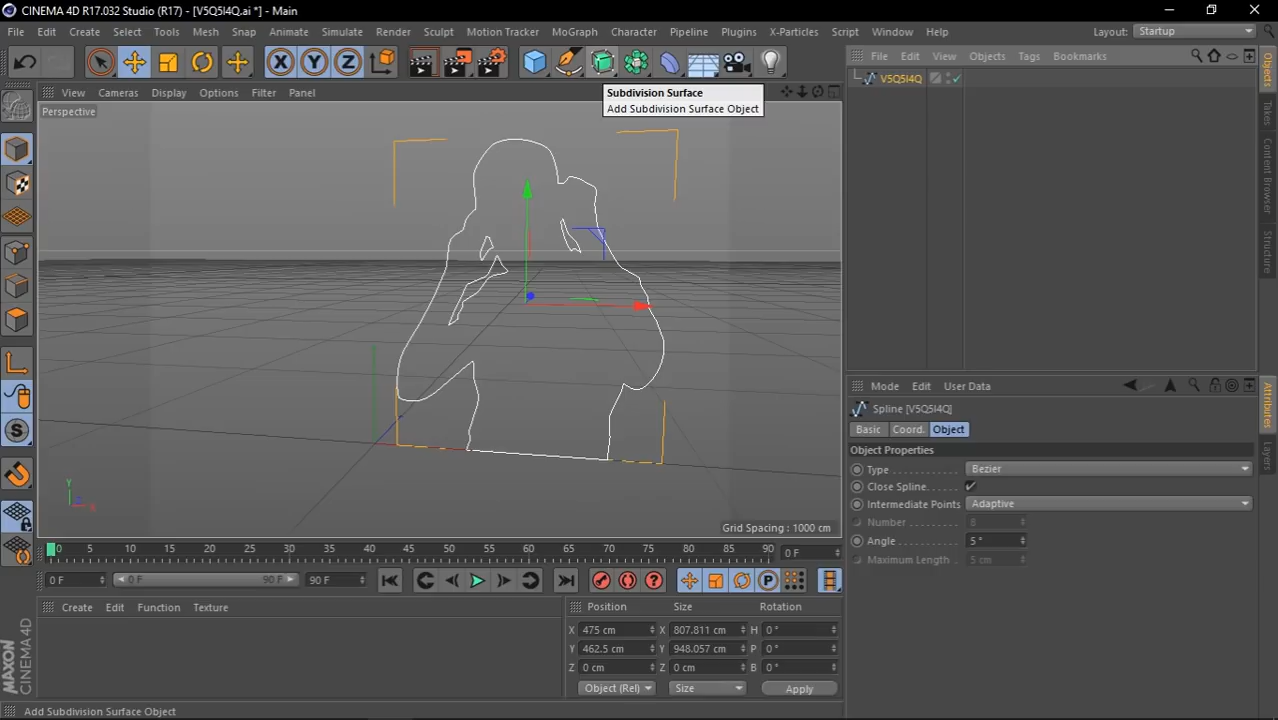 CINEMA 4D R17.032 Studio (R17) - [V5Q5I4Q.ai *] - Main
File Edit Create Select Tools Mesh Snap Animate Simulate Render Sculpt Motion Tracker MoGraph Character Pipeline Plugins X-Particles Script Window Help Layout: Startup
X Y Z
File Edit View Objects Tags Bookmarks
Subdivision Surface
Add Subdivision Surface Object
View Cameras Display Options Filter Panel
Perspective
V5Q5I4Q
Objects
Takes
Content Browser
Structure
Y
X
Grid Spacing : 1000 cm
Mode Edit User Data
Spline [V5Q5I4Q]
Basic Coord. Object
Object Properties
Type Bezier
Close Spline
Intermediate Points Adaptive
Number 8
Angle 5 °
Maximum Length 5 cm
Attributes
Layers
0 5 10 15 20 25 30 35 40 45 50 55 60 65 70 75 80 85 90 0 F
0 F 0 F 90 F 90 F
P
S
Create Edit Function Texture
Position Size Rotation
X 475 cm X 807.811 cm H 0 °
Y 462.5 cm Y 948.057 cm P 0 °
Z 0 cm Z 0 cm B 0 °
Object (Rel) Size Apply
MAXON
CINEMA 4D
Add Subdivision Surface Object